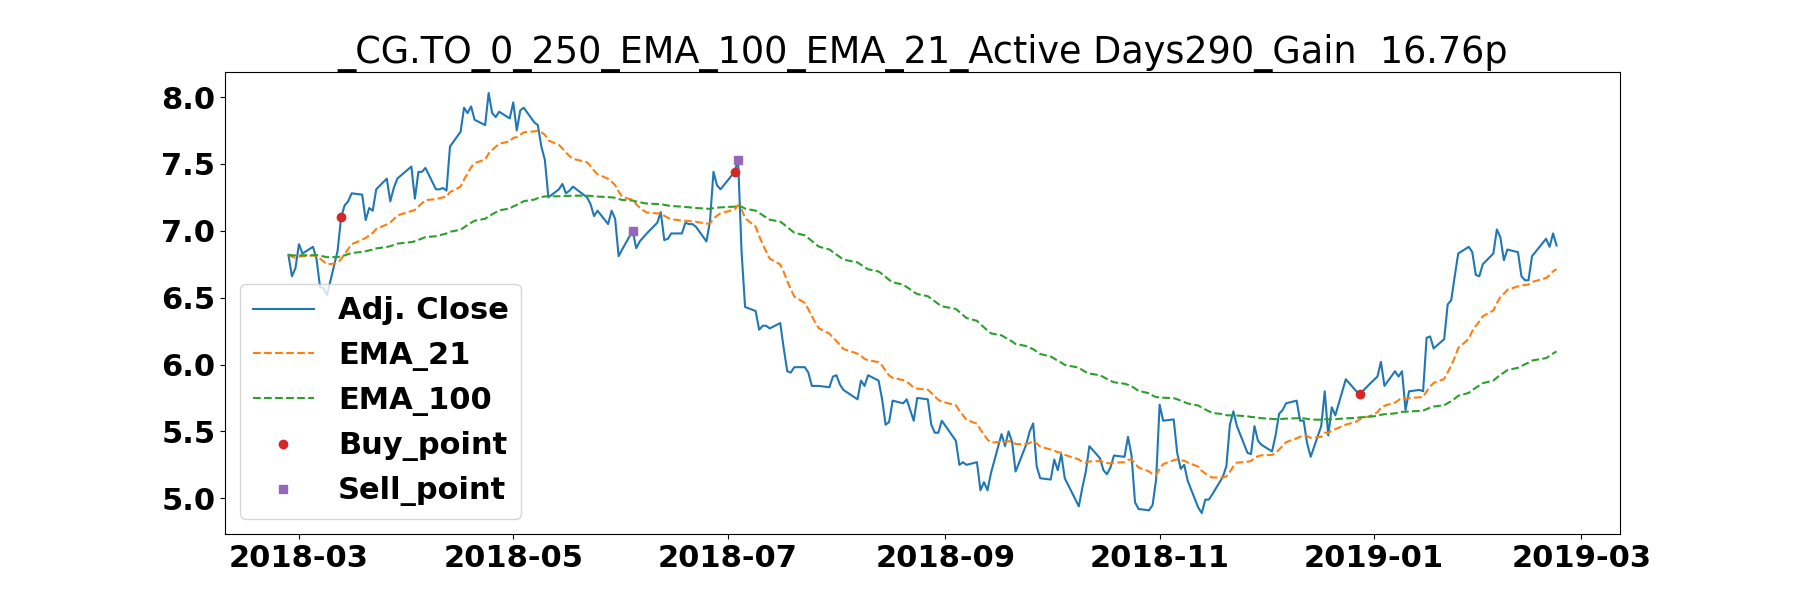 _CG.TO_0_250_EMA_100_EMA_21_Active Days290_Gain  16.76p
8.0
7.5
7.0
6.5
6.0
5.5
5.0
Adj. Close
EMA_21
EMA_100
Buy_point
Sell_point
2018-03 2018-05 2018-07 2018-09 2018-11 2019-01 2019-03